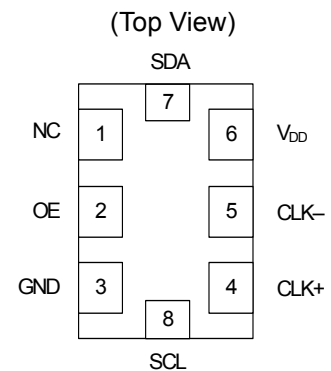 (Top View)
SDA
7
NC 1 6 VDD
OE 2 5 CLK–
GND 3 4 CLK+
8
SCL